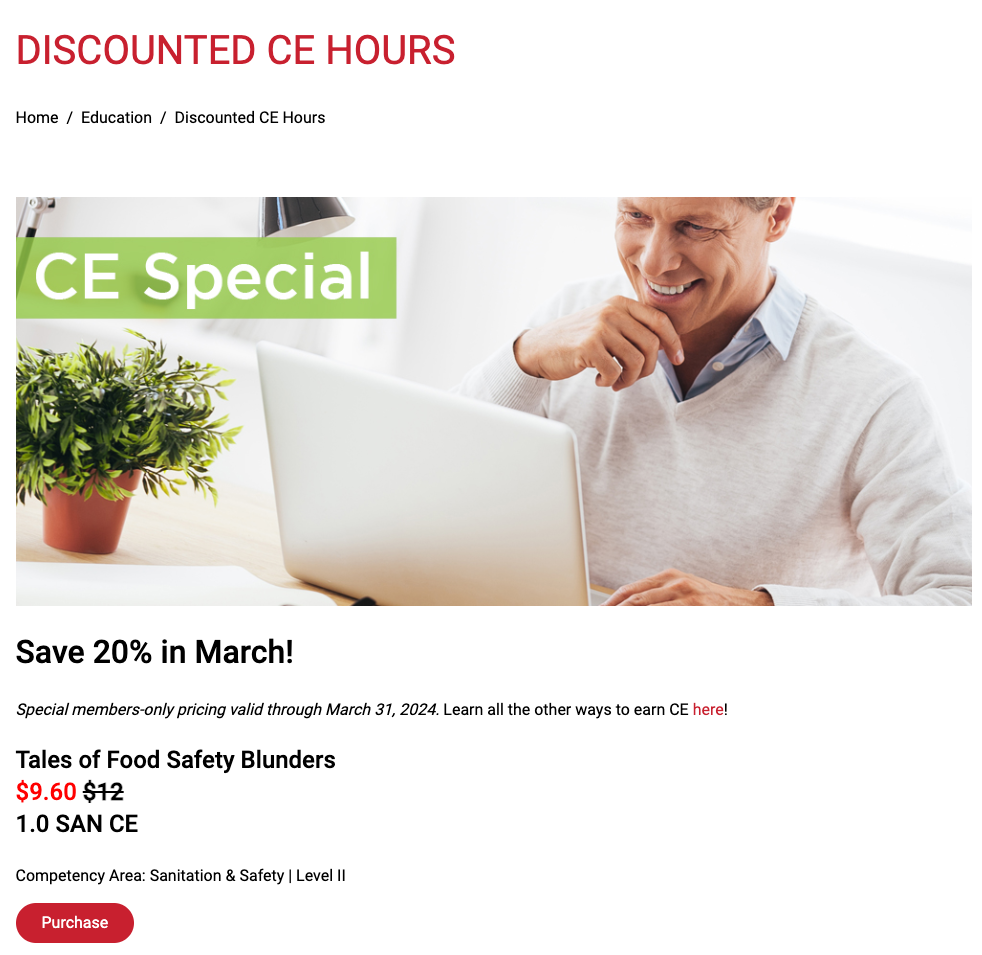 DISCOUNTED CE HOURS
Home / Education / Discounted CE Hours
CE Special
Save 20% in March!
Special members-only pricing valid through March 31, 2024. Learn all the other ways to earn CE here!
Tales of Food Safety Blunders
$9.60 $12
1.0 SAN CE
Competency Area: Sanitation & Safety | Level II
Purchase